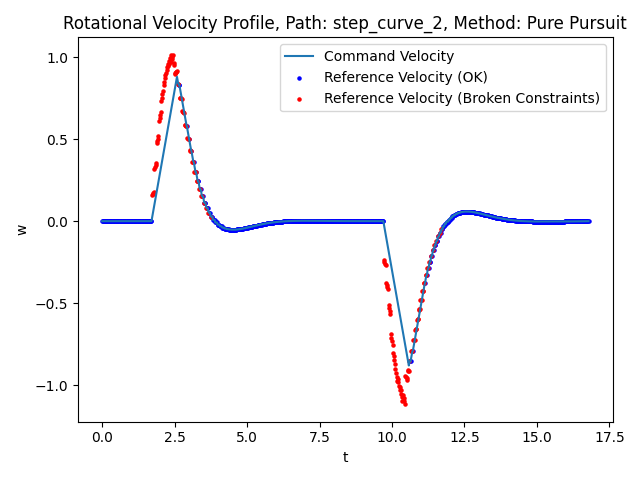 Rotational Velocity Profile, Path: step_curve_2, Method: Pure Pursuit
Command Velocity
Reference Velocity (OK)
Reference Velocity (Broken Constraints)
1.0
0.5
0.0
−0.5
−1.0
w
0.0 2.5 5.0 7.5 10.0 12.5 15.0 17.5
t